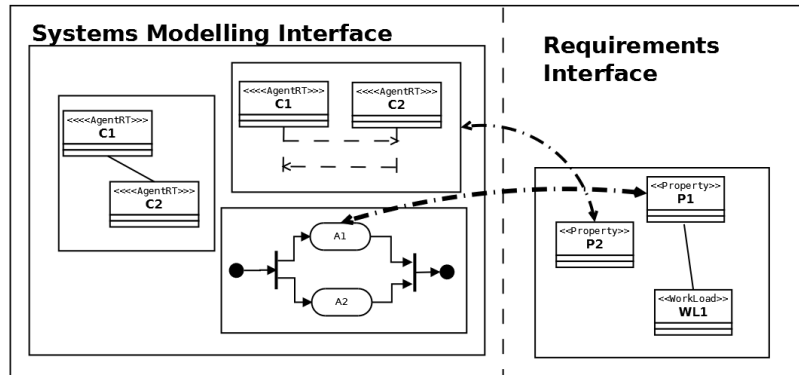 Systems Modelling Interface
Requirements
Interface
<<<<AgentRT>>>
C1
<<<<AgentRT>>>
C2
<<<<AgentRT>>>
C1
<<<<AgentRT>>>
C2
A1
A2
<<Property>>
P1
<<Property>>
P2
<<WorkLoad>>
WL1